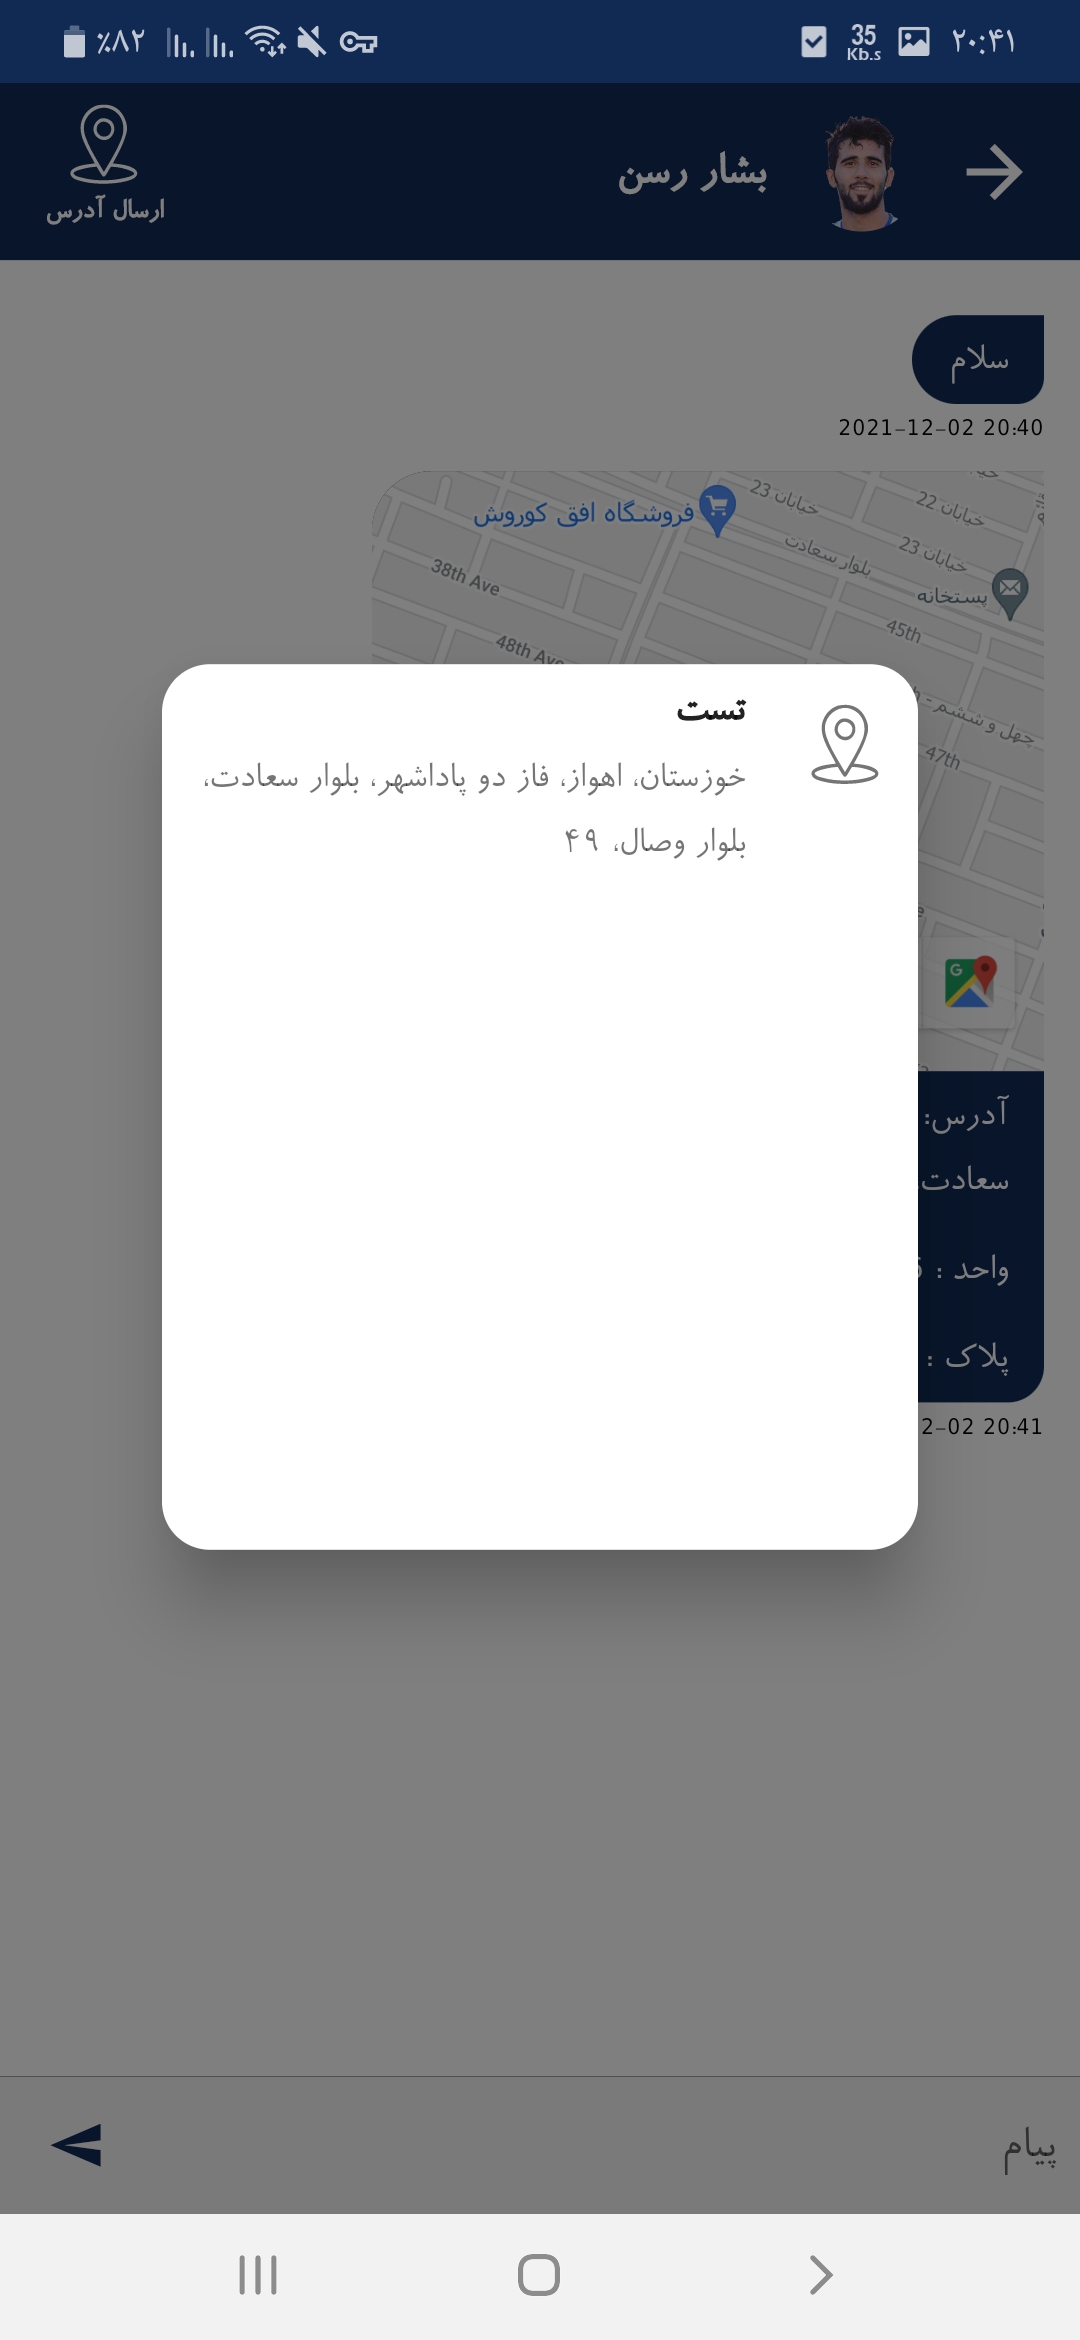 ٪۸۲
35
Kb.s
۲۰:۴۱
بشار رسن
ارسال آدرس
سلام
2021-12-02 20:40
فروشگاه افق کوروش
خیابان 23
خیابان 22
بلوار سعادت
خیابان 23
38th Ave
پستخانه
45th
48th Ave
چهل و ششم -
47th
تست
خوزستان، اهواز، فاز دو پاداشهر، بلوار سعادت،
بلوار وصال، ۴۹
آدرس:
سعادت
واحد :
پلاک :
2-02 20:41
پیام